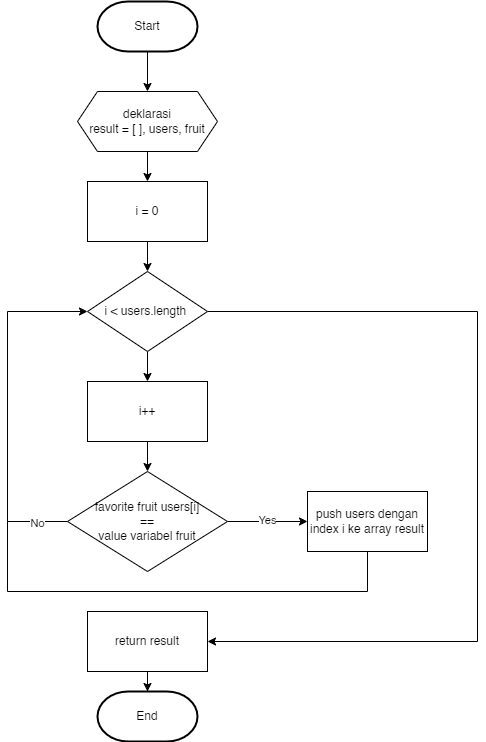 Start
deklarasi
result = [ ], users, fruit
i = 0
i < users.length
i++
favorite fruit users[i]
==
value variabel fruit
No
Yes
push users dengan
index i ke array result
return result
End